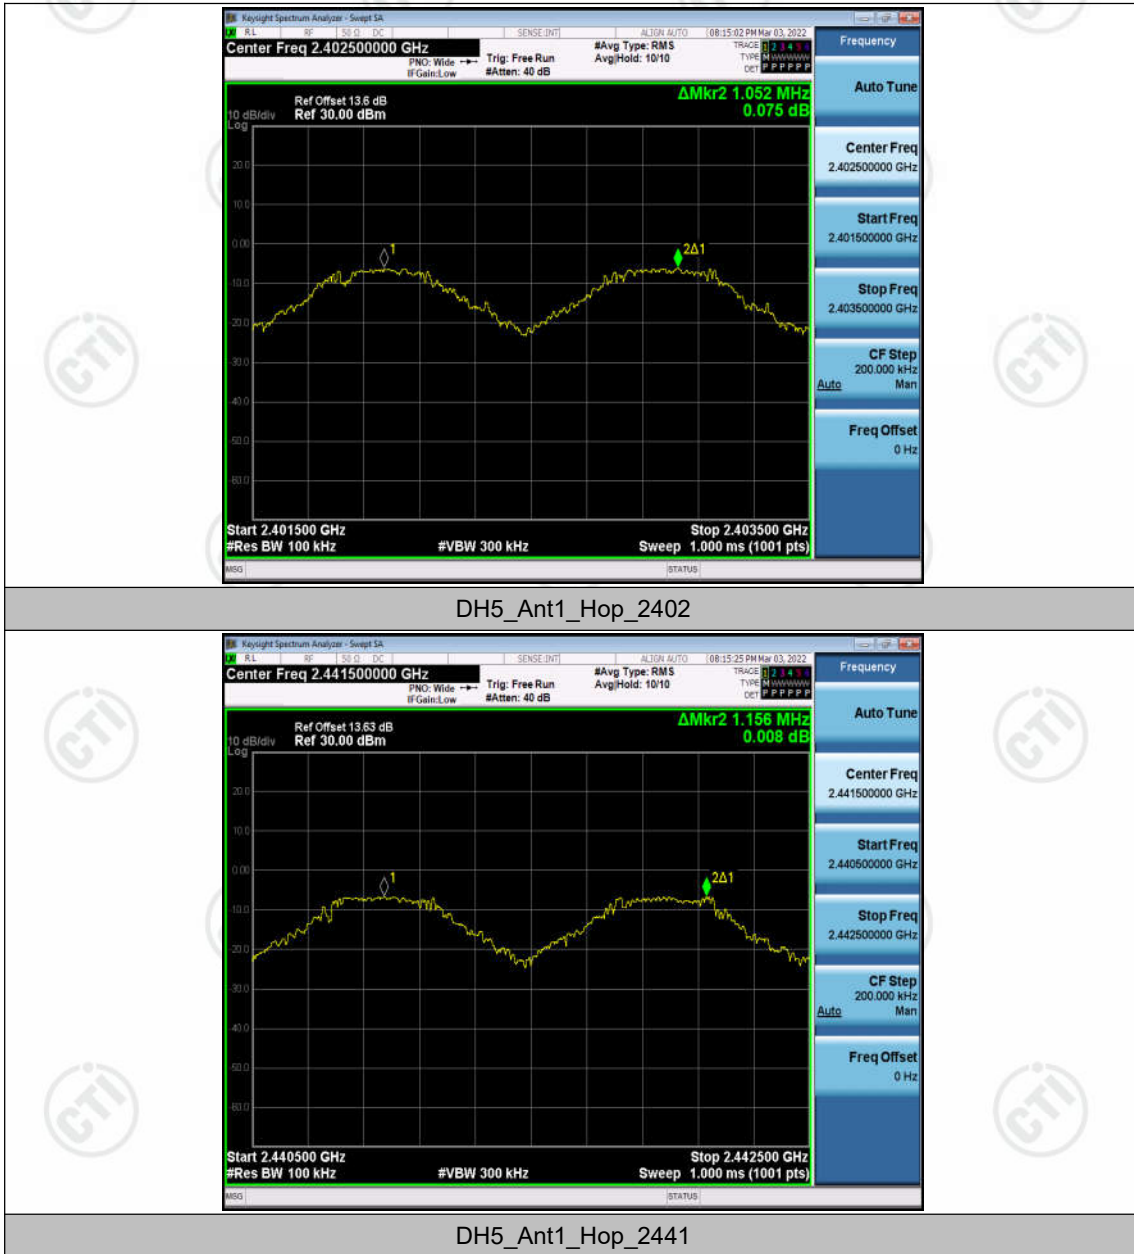 Keysight Spectrum Analyzer - Swept SA
RL RF 50 Ω DC SENSE:INT ALIGN AUTO 08:15:02 PM Mar 03, 2022
Center Freq 2.402500000 GHz
PNO: Wide
IFGain:Low
Trig: Free Run
#Atten: 40 dB
#Avg Type: RMS
Avg|Hold: 10/10
TRACE 1 2 3 4 5 6
TYPE M WWWWW
DET P P P P P P
Frequency
Auto Tune
Ref Offset 13.6 dB
Ref 30.00 dBm
10 dB/div
Log
ΔMkr2 1.052 MHz
0.075 dB
20.0
10.0
0.00
-10.0
-20.0
-30.0
-40.0
-50.0
-60.0
1
2Δ1
Center Freq
2.402500000 GHz
Start Freq
2.401500000 GHz
Stop Freq
2.403500000 GHz
CF Step
200.000 kHz
Auto Man
Freq Offset
0 Hz
Start 2.401500 GHz Stop 2.403500 GHz
#Res BW 100 kHz #VBW 300 kHz Sweep 1.000 ms (1001 pts)
MSG STATUS
CTI
CTI
DH5_Ant1_Hop_2402
Keysight Spectrum Analyzer - Swept SA
RL RF 50 Ω DC SENSE:INT ALIGN AUTO 08:15:25 PM Mar 03, 2022
Center Freq 2.441500000 GHz
PNO: Wide
IFGain:Low
Trig: Free Run
#Atten: 40 dB
#Avg Type: RMS
Avg|Hold: 10/10
TRACE 1 2 3 4 5 6
TYPE M WWWWW
DET P P P P P P
Frequency
Auto Tune
Ref Offset 13.63 dB
Ref 30.00 dBm
10 dB/div
Log
ΔMkr2 1.156 MHz
0.008 dB
20.0
10.0
0.00
-10.0
-20.0
-30.0
-40.0
-50.0
-60.0
1
2Δ1
Center Freq
2.441500000 GHz
Start Freq
2.440500000 GHz
Stop Freq
2.442500000 GHz
CF Step
200.000 kHz
Auto Man
Freq Offset
0 Hz
Start 2.440500 GHz Stop 2.442500 GHz
#Res BW 100 kHz #VBW 300 kHz Sweep 1.000 ms (1001 pts)
MSG STATUS
CTI
CTI
CTI
CTI
DH5_Ant1_Hop_2441